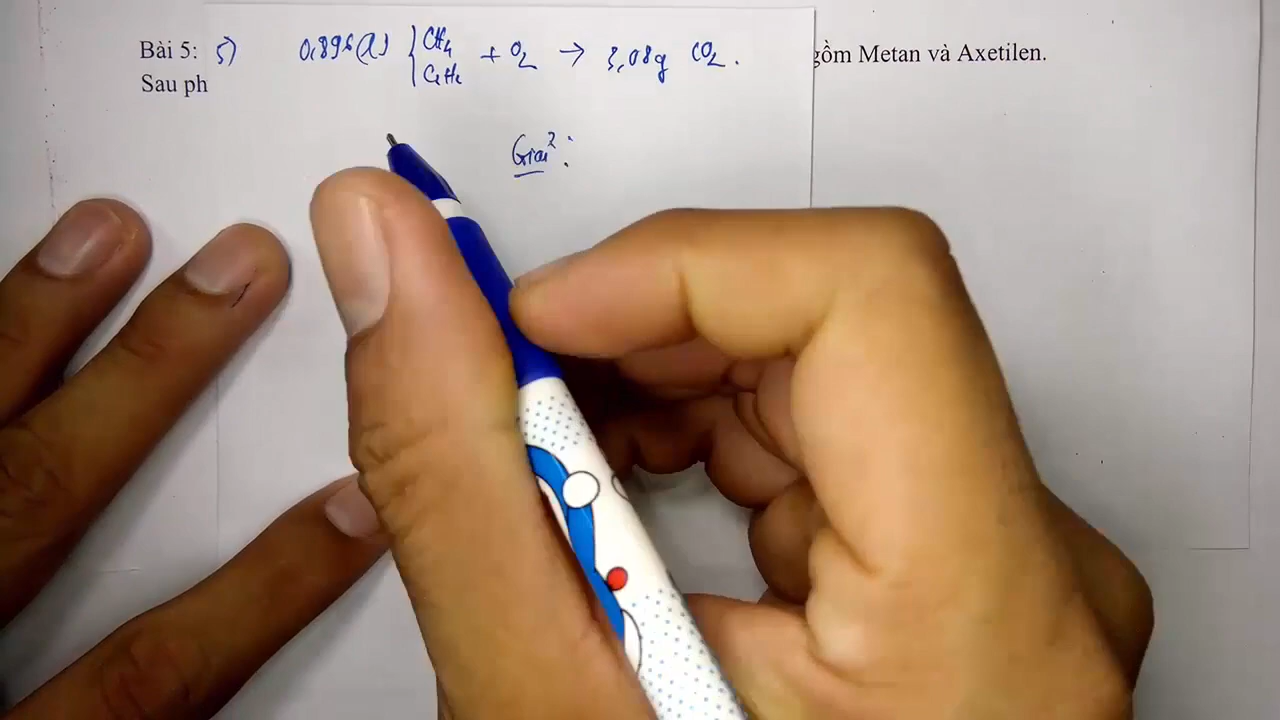 Bài 5: 5) 0,896(l) { CH4 + O2 → 3,08g CO2. gồm Metan và Axetilen.
C2H2
Sau ph
Giải: